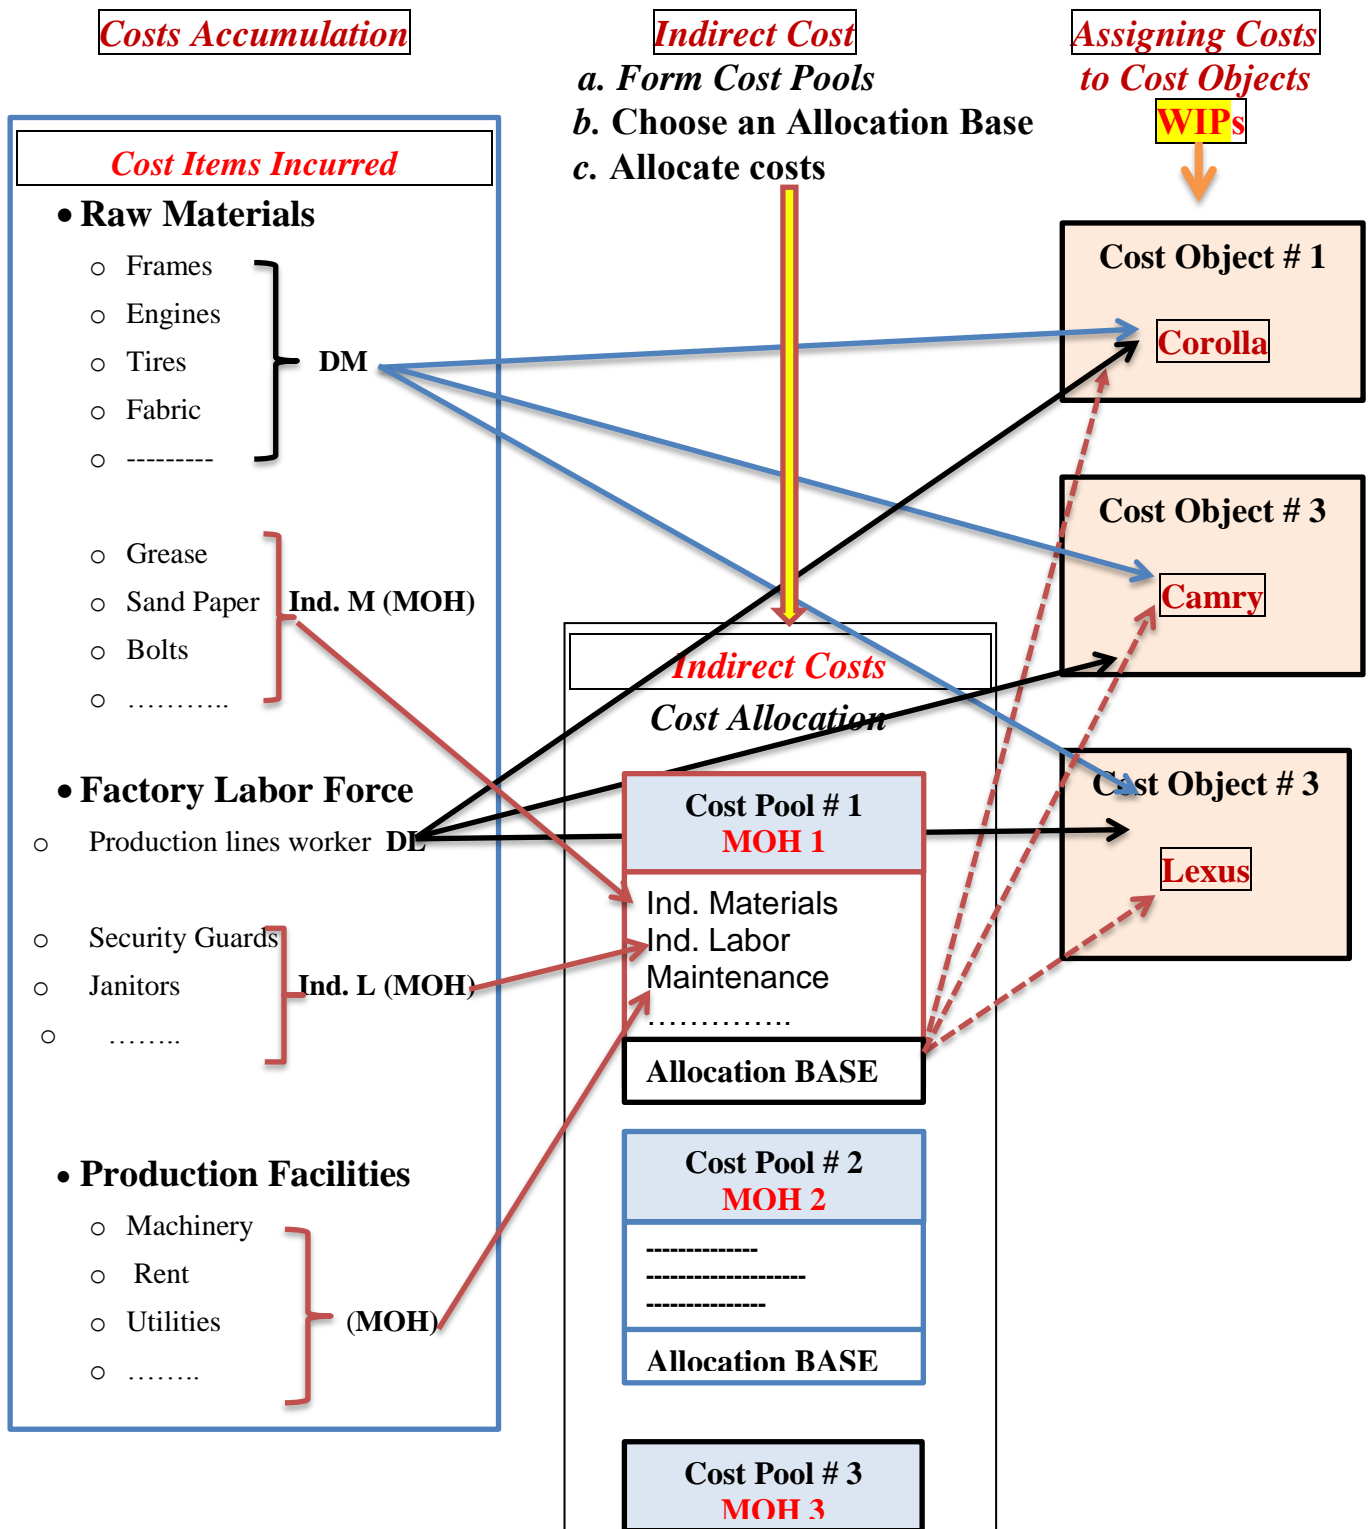 Costs Accumulation
Cost Items Incurred
• Raw Materials
o Frames
o Engines
o Tires
o Fabric
o ---------
DM
o Grease
o Sand Paper
o Bolts
o ………..
Ind. M (MOH)
• Factory Labor Force
o Production lines worker DL
o Security Guards
o Janitors
o ……..
Ind. L (MOH)
• Production Facilities
o Machinery
o Rent
o Utilities
o ……..
(MOH)
Indirect Cost
a. Form Cost Pools
b. Choose an Allocation Base
c. Allocate costs
Indirect Costs
Cost Allocation
Cost Pool # 1
MOH 1
Ind. Materials
Ind. Labor
Maintenance
…………..
Allocation BASE
Cost Pool # 2
MOH 2
--------------
--------------------
---------------
Allocation BASE
Cost Pool # 3
MOH 3
Assigning Costs
to Cost Objects
WIPs
Cost Object # 1
Corolla
Cost Object # 3
Camry
Cost Object # 3
Lexus